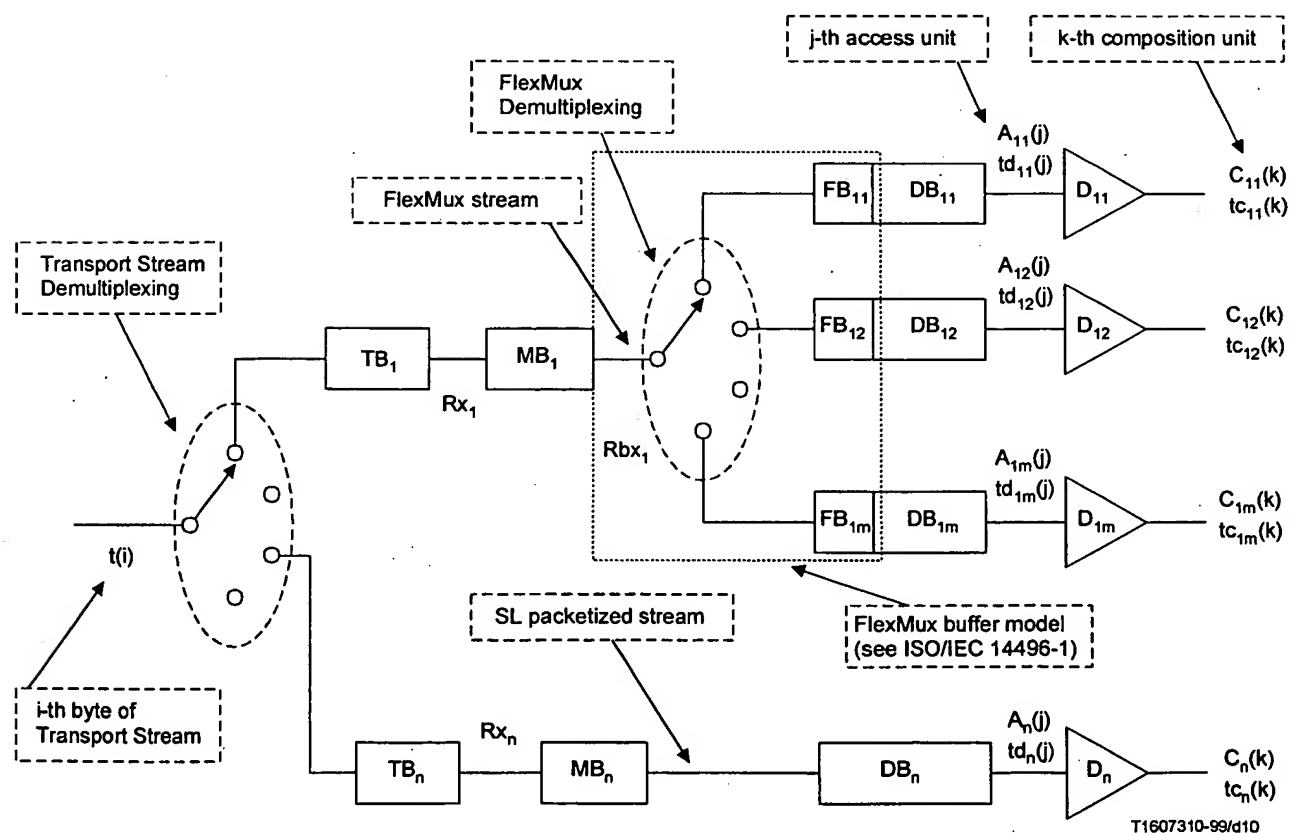 j-th access unit
k-th composition unit
FlexMux
Demultiplexing
A₁₁(j)
td₁₁(j)
FB₁₁
DB₁₁
D₁₁
C₁₁(k)
tc₁₁(k)
FlexMux stream
Transport Stream
Demultiplexing
A₁₂(j)
td₁₂(j)
FB₁₂
DB₁₂
D₁₂
C₁₂(k)
tc₁₂(k)
TB₁
Rx₁
MB₁
Rbx₁
A₁ₘ(j)
td₁ₘ(j)
FB₁ₘ
DB₁ₘ
D₁ₘ
C₁ₘ(k)
tc₁ₘ(k)
t(i)
SL packetized stream
FlexMux buffer model
(see ISO/IEC 14496-1)
i-th byte of
Transport Stream
TBₙ
Rxₙ
MBₙ
DBₙ
Aₙ(j)
tdₙ(j)
Dₙ
Cₙ(k)
tcₙ(k)
T1607310-99/d10